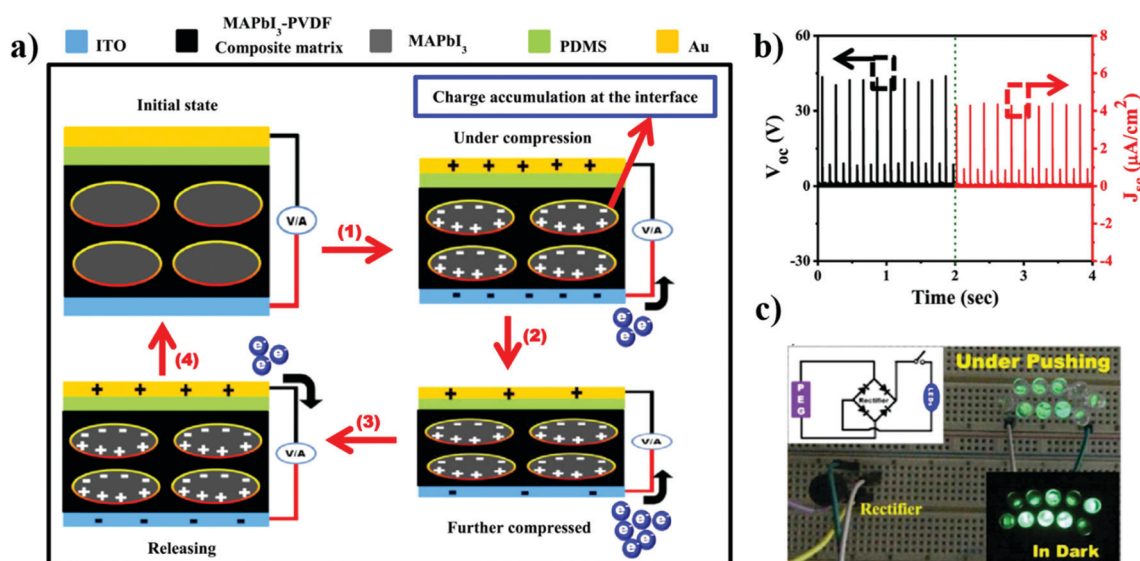 a)
ITO
MAPbI₃-PVDF
Composite matrix
MAPbI₃
PDMS
Au
Initial state
Charge accumulation at the interface
Under compression
+ + + + +
V/A
V/A
(1)
- - - - -
e⁻ e⁻ e⁻
(4)
(2)
e⁻ e⁻ e⁻
+ + + +
+ + +
(3)
V/A
V/A
- - - -
- - -
Releasing
Further compressed
e⁻ e⁻ e⁻ e⁻ e⁻ e⁻
b)
60
30
0
-30
Voc (V)
8
6
4
2
0
-2
-4
Jsc (μA/cm²)
0 1 2 3 4
Time (sec)
c)
Under Pushing
PEG
Rectifier
LEDs
Rectifier
In Dark